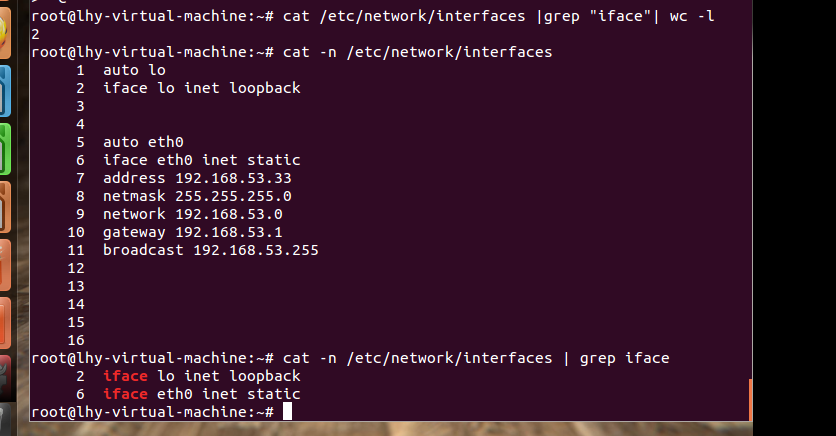 root@lhy-virtual-machine:~# cat /etc/network/interfaces |grep "iface"| wc -l
2
root@lhy-virtual-machine:~# cat -n /etc/network/interfaces
     1  auto lo
     2  iface lo inet loopback
     3
     4
     5  auto eth0
     6  iface eth0 inet static
     7  address 192.168.53.33
     8  netmask 255.255.255.0
     9  network 192.168.53.0
    10  gateway 192.168.53.1
    11  broadcast 192.168.53.255
    12
    13
    14
    15
    16
root@lhy-virtual-machine:~# cat -n /etc/network/interfaces | grep iface
     2  iface lo inet loopback
     6  iface eth0 inet static
root@lhy-virtual-machine:~#